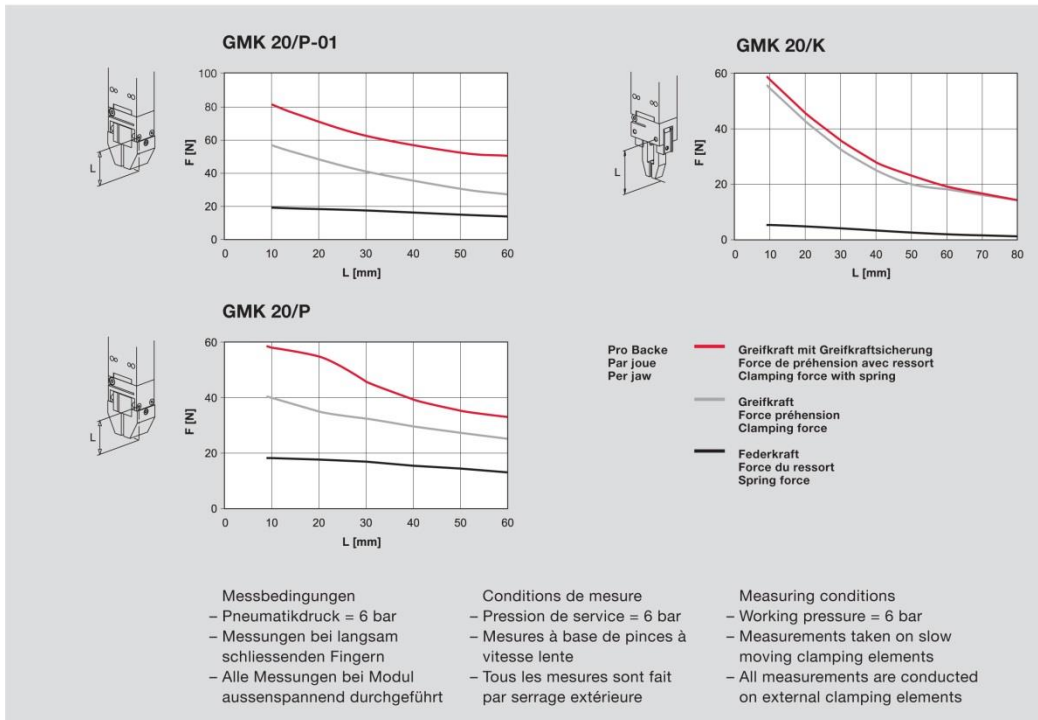 GMK 20/P-01
100
80
60
40
20
0
F [N]
L
0 10 20 30 40 50 60
L [mm]
GMK 20/K
60
40
20
0
F [N]
L
0 10 20 30 40 50 60 70 80
L [mm]
GMK 20/P
60
40
20
0
F [N]
L
0 10 20 30 40 50 60
L [mm]
Pro Backe
Par joue
Per jaw
Greifkraft mit Greifkraftsicherung
Force de préhension avec ressort
Clamping force with spring
Greifkraft
Force préhension
Clamping force
Federkraft
Force du ressort
Spring force
Messbedingungen
– Pneumatikdruck = 6 bar
– Messungen bei langsam
schliessenden Fingern
– Alle Messungen bei Modul
aussenspannend durchgeführt
Conditions de mesure
– Pression de service = 6 bar
– Mesures à base de pinces à
vitesse lente
– Tous les mesures sont fait
par serrage extérieure
Measuring conditions
– Working pressure = 6 bar
– Measurements taken on slow
moving clamping elements
– All measurements are conducted
on external clamping elements